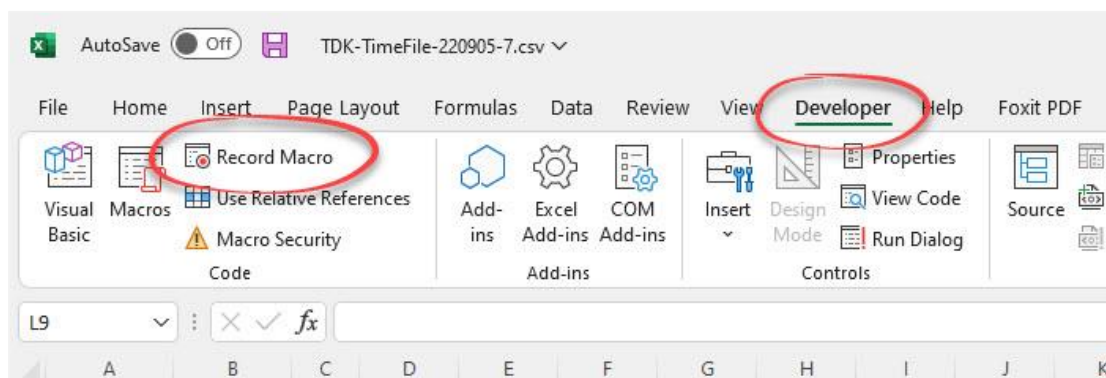 AutoSave Off TDK-TimeFile-220905-7.csv
File Home Insert Page Layout Formulas Data Review View Developer Help Foxit PDF
Record Macro
Use Relative References
Macro Security
Visual Basic
Macros
Code
Add-ins
Excel Add-ins
COM Add-ins
Add-ins
Insert
Design Mode
Properties
View Code
Run Dialog
Controls
Source
L9 fx
A B C D E F G H I J K